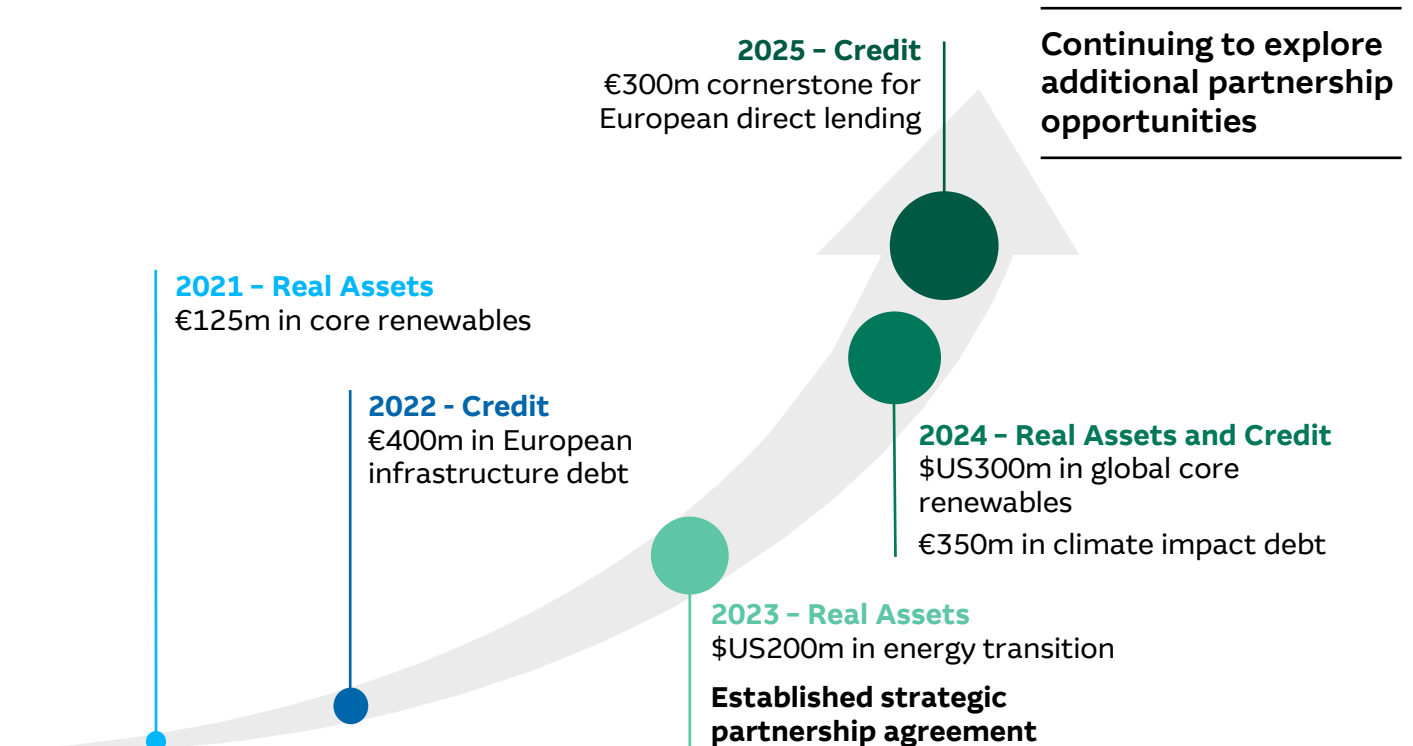 2025 – Credit
€300m cornerstone for
European direct lending
Continuing to explore
additional partnership
opportunities
2021 – Real Assets
€125m in core renewables
2022 - Credit
€400m in European
infrastructure debt
2024 – Real Assets and Credit
$US300m in global core
renewables
€350m in climate impact debt
2023 – Real Assets
$US200m in energy transition
Established strategic
partnership agreement